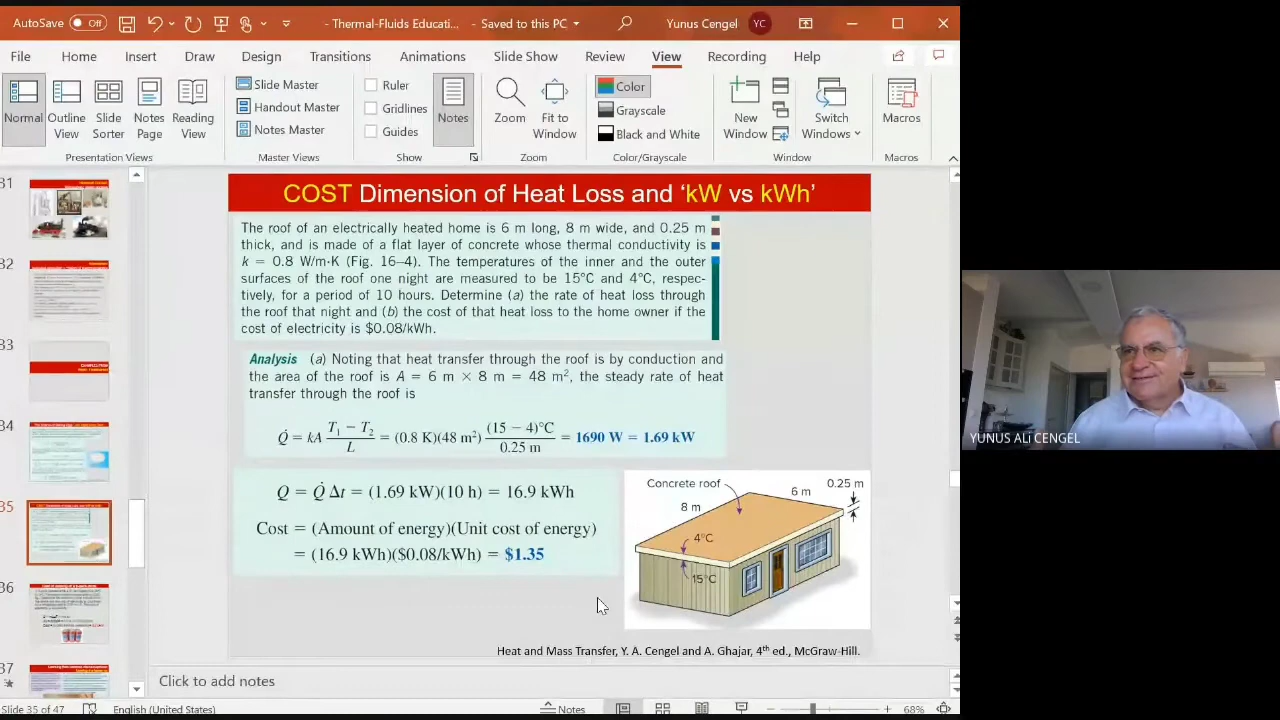 AutoSave Off
- Thermal-Fluids Educati... - Saved to this PC
Yunus Cengel YC
File Home Insert Draw Design Transitions Animations Slide Show Review View Recording Help
Normal
Outline View
Slide Sorter
Notes Page
Reading View
Presentation Views
Slide Master
Handout Master
Notes Master
Master Views
Ruler
Gridlines
Guides
Show
Notes
Zoom
Fit to Window
Zoom
Color
Grayscale
Black and White
Color/Grayscale
New Window
Switch Windows
Window
Macros
Macros
31
32
33
34
35
36
37
COST Dimension of Heat Loss and ‘kW vs kWh’
The roof of an electrically heated home is 6 m long, 8 m wide, and 0.25 m
thick, and is made of a flat layer of concrete whose thermal conductivity is
k = 0.8 W/m·K (Fig. 16–4). The temperatures of the inner and the outer
surfaces of the roof one night are measured to be 15°C and 4°C, respec-
tively, for a period of 10 hours. Determine (a) the rate of heat loss through
the roof that night and (b) the cost of that heat loss to the home owner if the
cost of electricity is $0.08/kWh.
Analysis (a) Noting that heat transfer through the roof is by conduction and
the area of the roof is A = 6 m × 8 m = 48 m², the steady rate of heat
transfer through the roof is
Q̇ = kA (T₁ − T₂)/L = (0.8 K)(48 m²) (15 − 4)°C/0.25 m = 1690 W = 1.69 kW
Q = Q̇ Δt = (1.69 kW)(10 h) = 16.9 kWh
Cost = (Amount of energy)(Unit cost of energy)
= (16.9 kWh)($0.08/kWh) = $1.35
Concrete roof
6 m
0.25 m
8 m
4°C
15°C
Heat and Mass Transfer, Y. A. Cengel and A. Ghajar, 4th ed., McGraw-Hill.
YUNUS ALİ CENGEL
Click to add notes
Slide 35 of 47 English (United States) Notes 68%